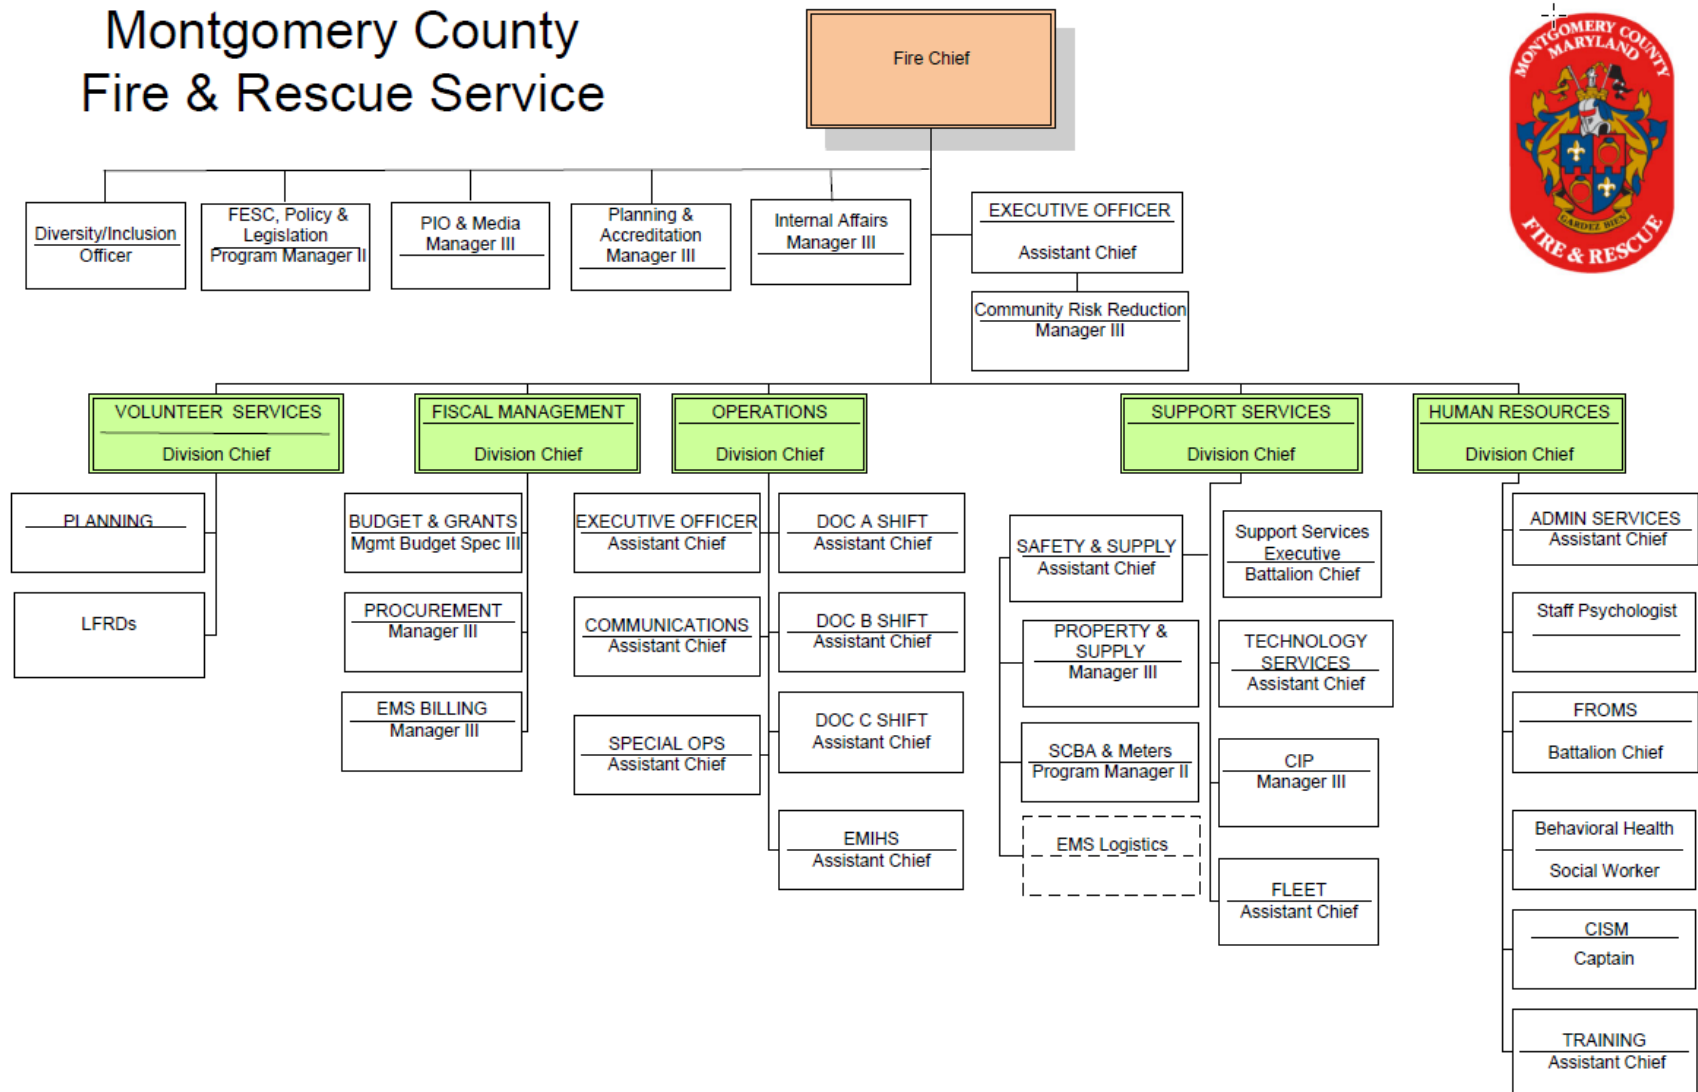 Montgomery County
Fire & Rescue Service
Fire Chief
MONTGOMERY COUNTY
MARYLAND
GARDEZ BIEN
FIRE & RESCUE
Diversity/Inclusion
Officer
FESC, Policy &
Legislation
Program Manager II
PIO & Media
Manager III
Planning &
Accreditation
Manager III
Internal Affairs
Manager III
EXECUTIVE OFFICER
Assistant Chief
Community Risk Reduction
Manager III
VOLUNTEER SERVICES
Division Chief
FISCAL MANAGEMENT
Division Chief
OPERATIONS
Division Chief
SUPPORT SERVICES
Division Chief
HUMAN RESOURCES
Division Chief
PLANNING
LFRDs
BUDGET & GRANTS
Mgmt Budget Spec III
PROCUREMENT
Manager III
EMS BILLING
Manager III
EXECUTIVE OFFICER
Assistant Chief
COMMUNICATIONS
Assistant Chief
SPECIAL OPS
Assistant Chief
DOC A SHIFT
Assistant Chief
DOC B SHIFT
Assistant Chief
DOC C SHIFT
Assistant Chief
EMIHS
Assistant Chief
SAFETY & SUPPLY
Assistant Chief
PROPERTY &
SUPPLY
Manager III
SCBA & Meters
Program Manager II
EMS Logistics
Support Services
Executive
Battalion Chief
TECHNOLOGY
SERVICES
Assistant Chief
CIP
Manager III
FLEET
Assistant Chief
ADMIN SERVICES
Assistant Chief
Staff Psychologist
FROMS
Battalion Chief
Behavioral Health
Social Worker
CISM
Captain
TRAINING
Assistant Chief